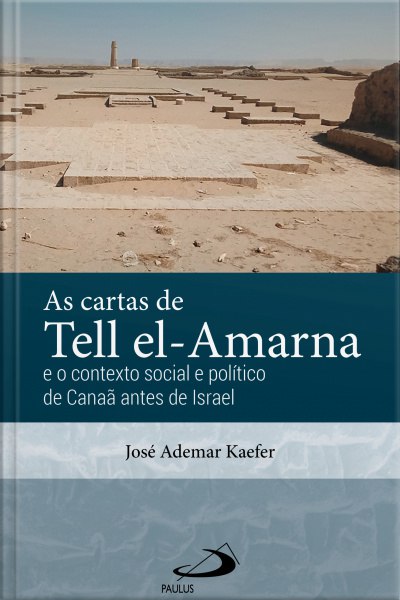 As cartas de
Tell el-Amarna
e o contexto social e político
de Canaã antes de Israel
José Ademar Kaefer
PAULUS